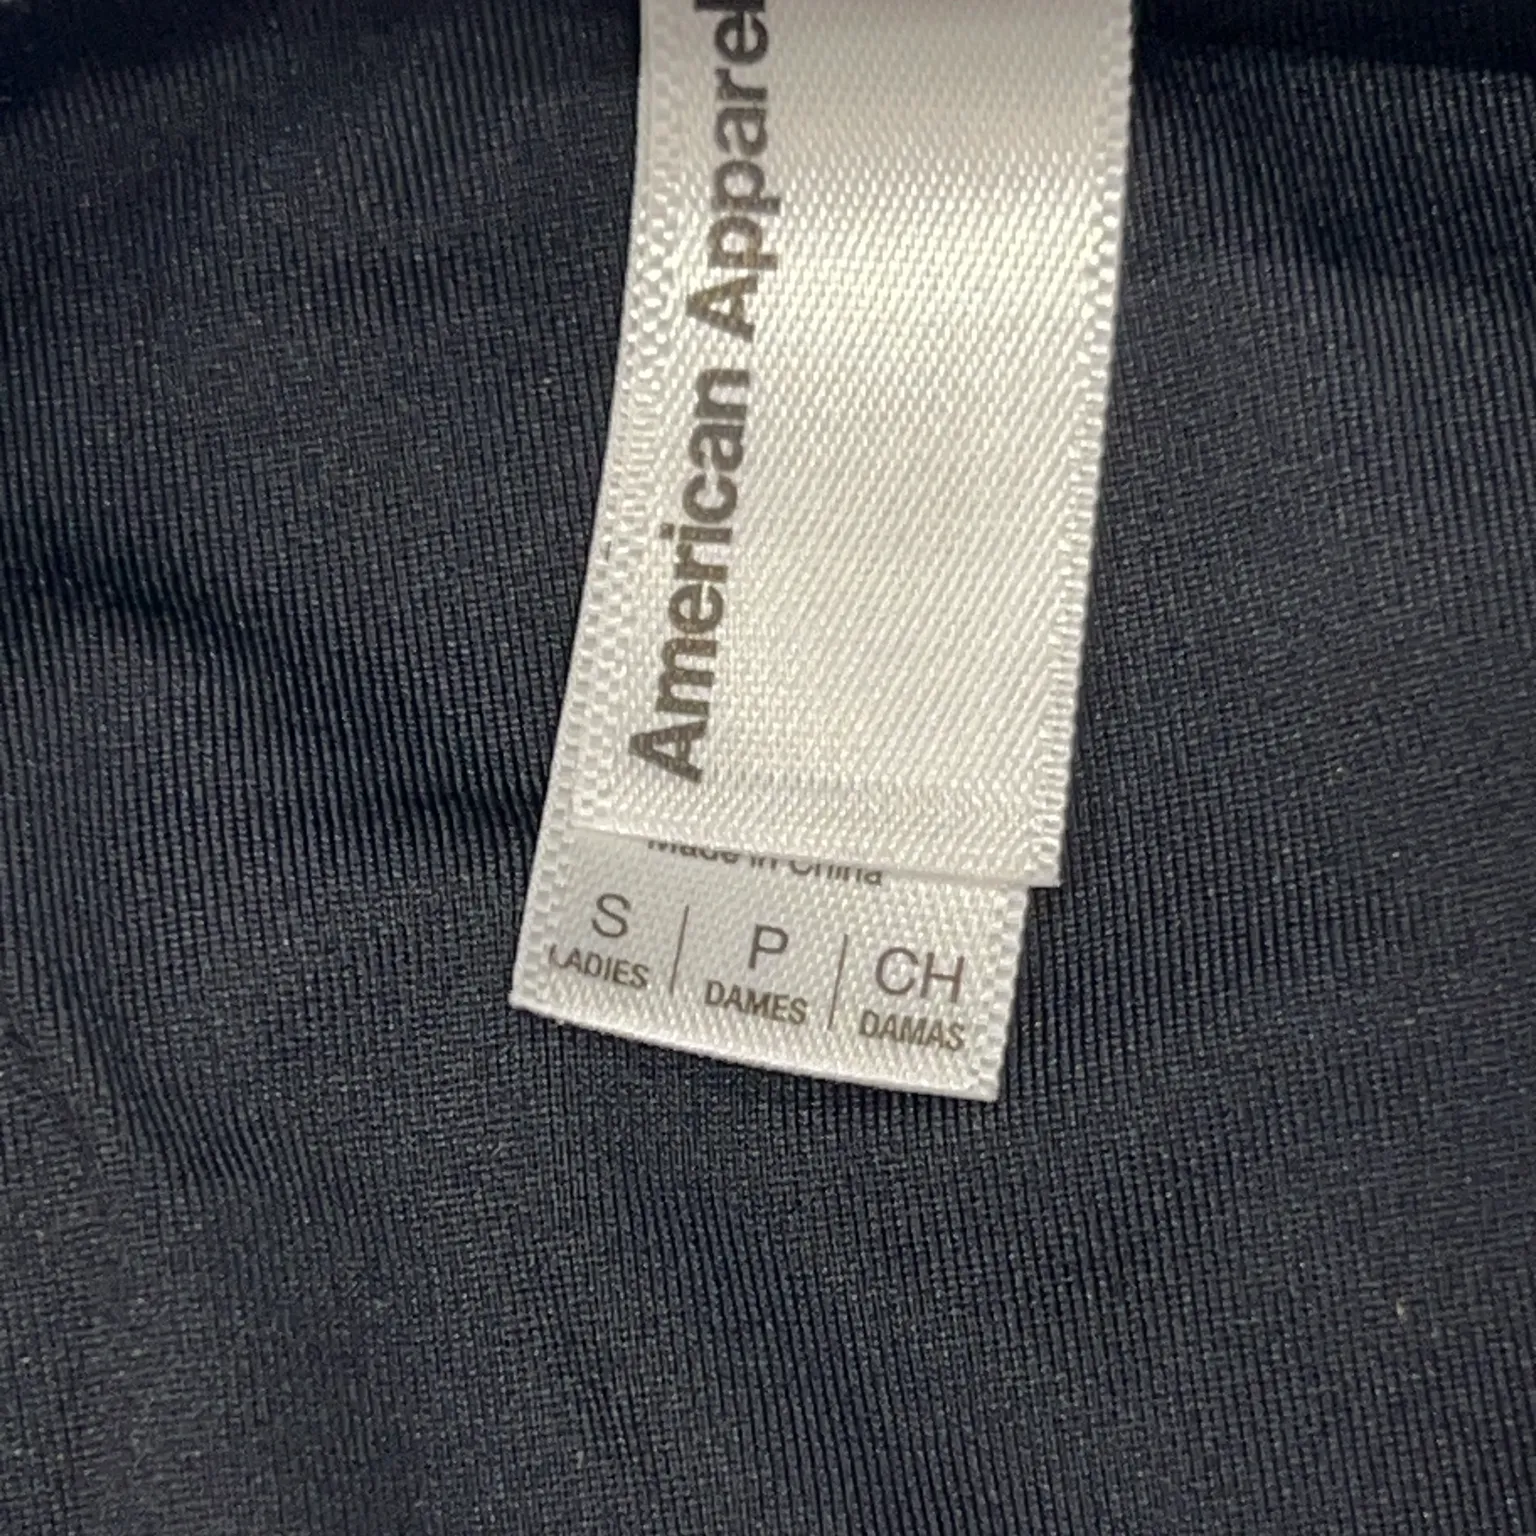 American Apparel
Made in China
S P CH
LADIES DAMES DAMAS